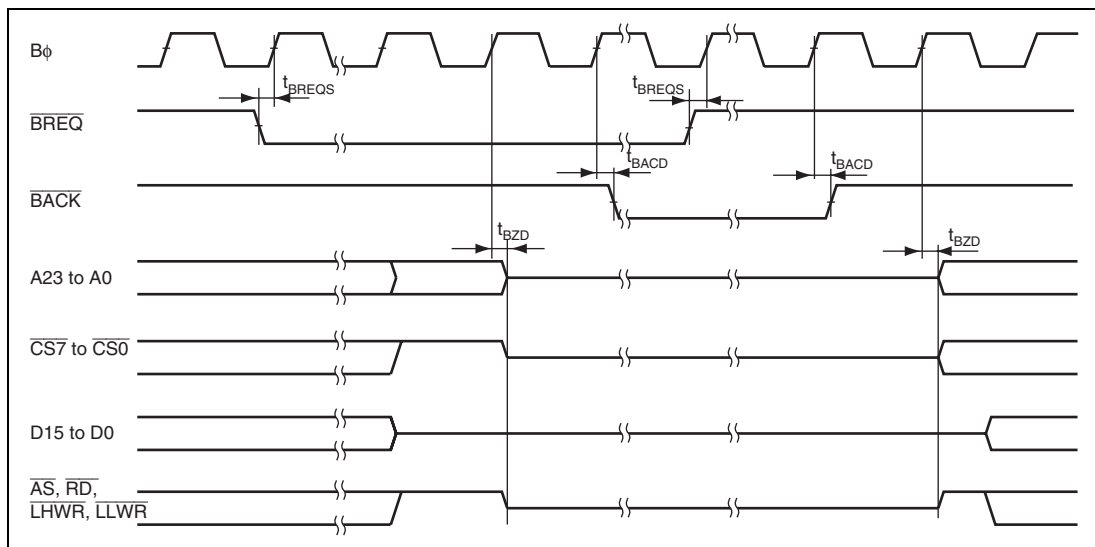 Bφ
tBREQS
tBREQS
BREQ
tBACD
tBACD
BACK
tBZD
tBZD
A23 to A0
CS7 to CS0
D15 to D0
AS, RD,
LHWR, LLWR